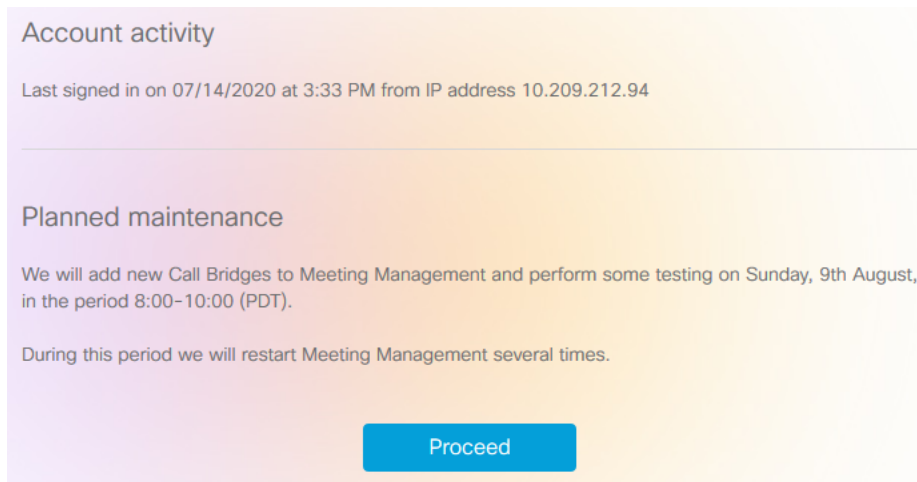 Account activity
Last signed in on 07/14/2020 at 3:33 PM from IP address 10.209.212.94
Planned maintenance
We will add new Call Bridges to Meeting Management and perform some testing on Sunday, 9th August,
in the period 8:00-10:00 (PDT).
During this period we will restart Meeting Management several times.
Proceed